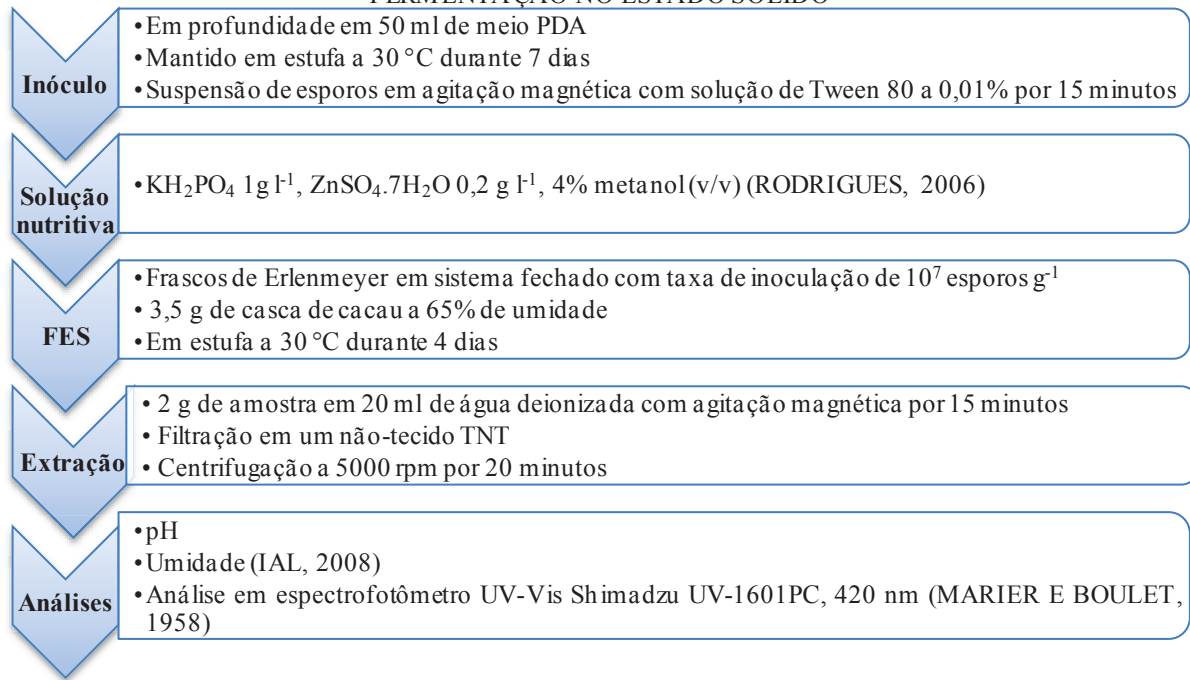 FERMENTAÇÃO NO ESTADO SÓLIDO
Inóculo
•Em profundidade em 50 ml de meio PDA
•Mantido em estufa a 30 °C durante 7 dias
•Suspensão de esporos em agitação magnética com solução de Tween 80 a 0,01% por 15 minutos
Solução
nutritiva
•KH₂PO₄ 1g l⁻¹, ZnSO₄.7H₂O 0,2 g l⁻¹, 4% metanol (v/v) (RODRIGUES, 2006)
FES
•Frascos de Erlenmeyer em sistema fechado com taxa de inoculação de 10⁷ esporos g⁻¹
• 3,5 g de casca de cacau a 65% de umidade
•Em estufa a 30 °C durante 4 dias
Extração
• 2 g de amostra em 20 ml de água deionizada com agitação magnética por 15 minutos
• Filtração em um não-tecido TNT
• Centrifugação a 5000 rpm por 20 minutos
Análises
•pH
•Umidade (IAL, 2008)
•Análise em espectrofotômetro UV-Vis Shimadzu UV-1601PC, 420 nm (MARIER E BOULET,
1958)